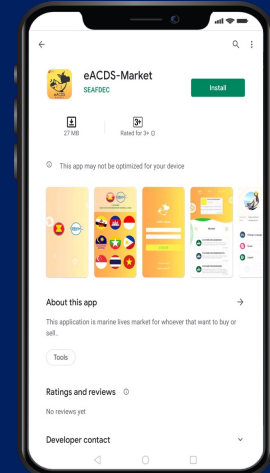 eACDS
eACDS-Market
SEAFDEC
Install
27 MB
3+
Rated for 3+
This app may not be optimized for your device
About this app
This application is marine lives market for whoever that want to buy or
sell..
Tools
Ratings and reviews
No reviews yet
Developer contact